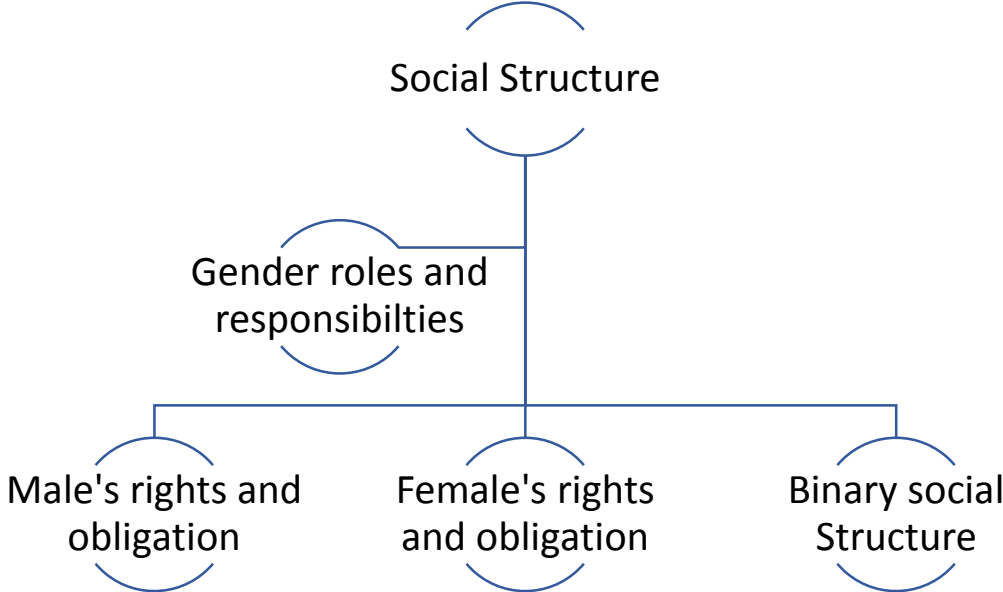 Social Structure
Gender roles and
responsibilties
Male's rights and
obligation
Female's rights
and obligation
Binary social
Structure